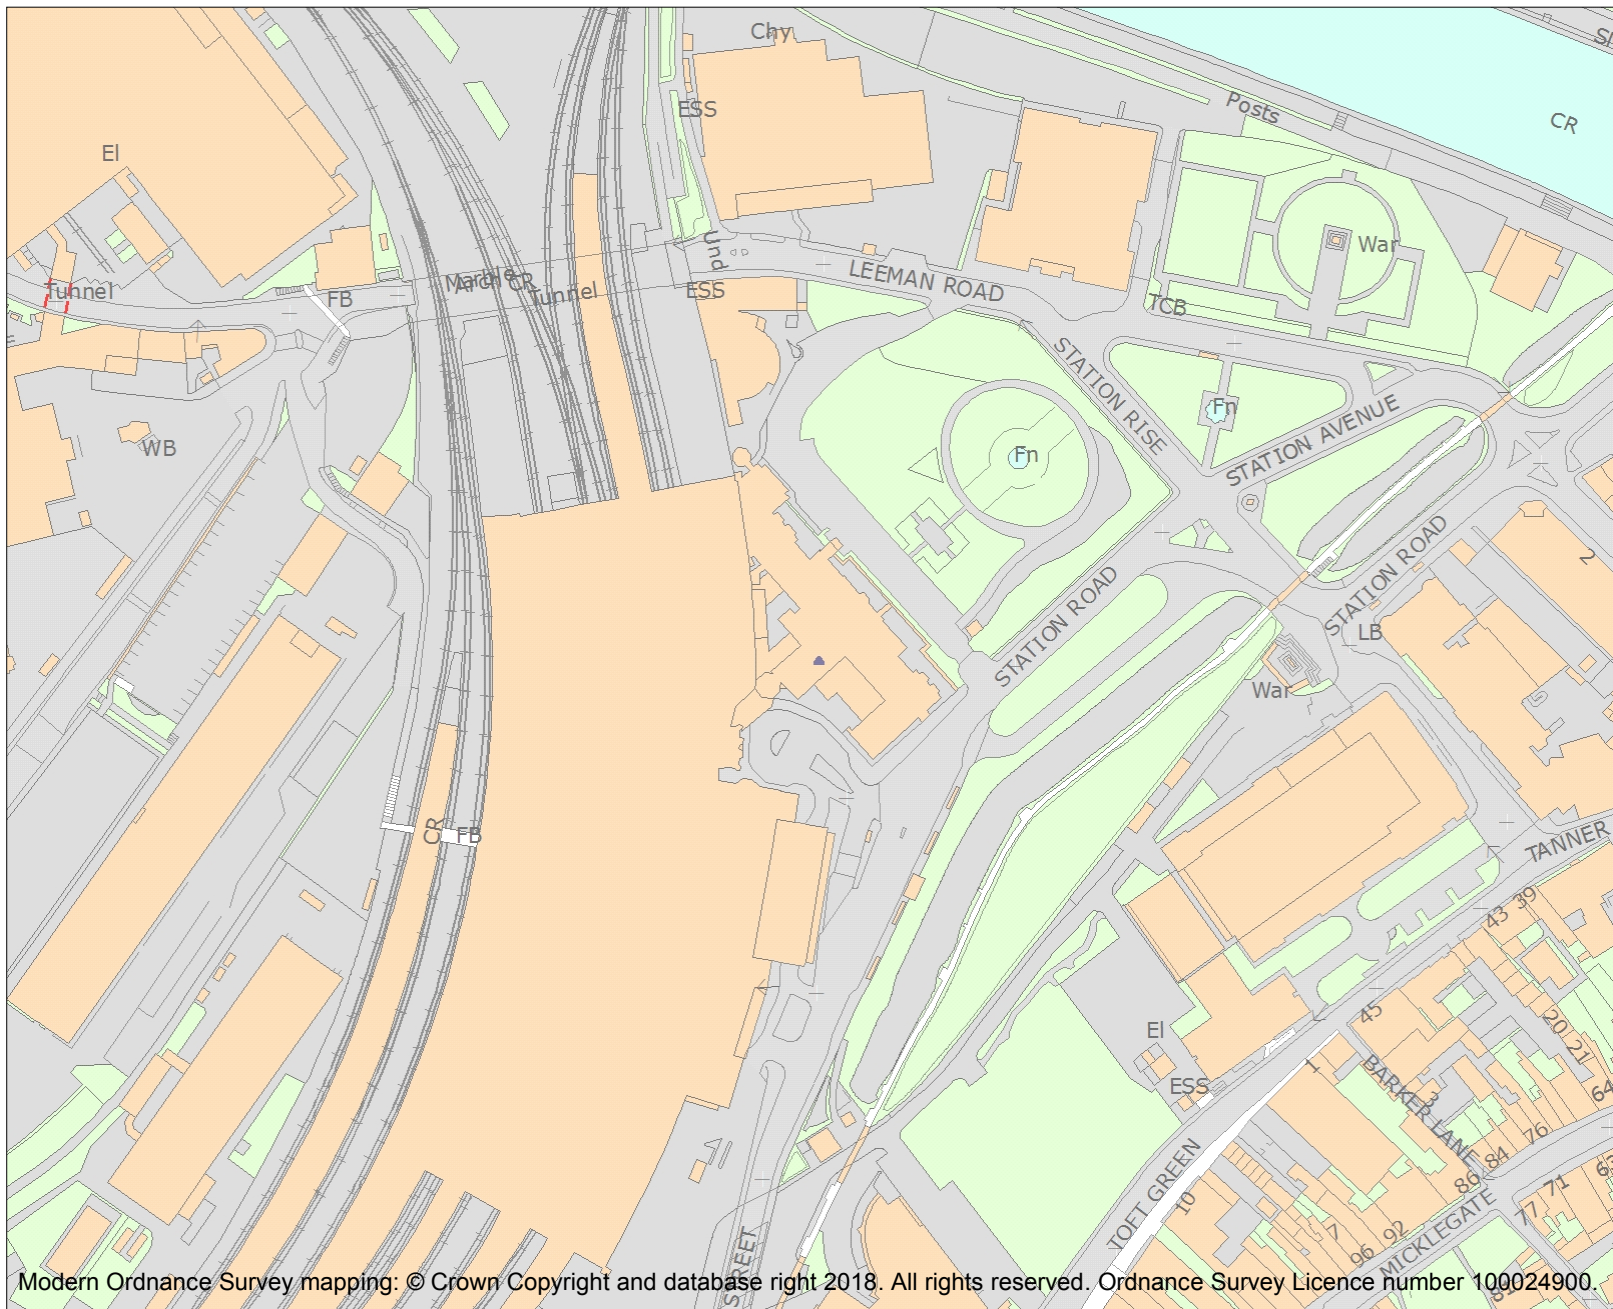 Chy
ESS
Posts
CR
El
War
Und
LEEMAN ROAD
Marble
Arch CR
Tunnel
Tunnel
FB
ESS
TCB
STATION RISE
Fn
STATION AVENUE
WB
Fn
STATION ROAD
2
STATION ROAD
LB
War
CR
FB
TANNER
43 39
45
20 21
El
ESS
1
BARKER LANE
3
64
76
84
86
71
77
TOFT GREEN
10
7
92
96
MICKLEGATE
STREET
Modern Ordnance Survey mapping: © Crown Copyright and database right 2018. All rights reserved. Ordnance Survey Licence number 100024900.